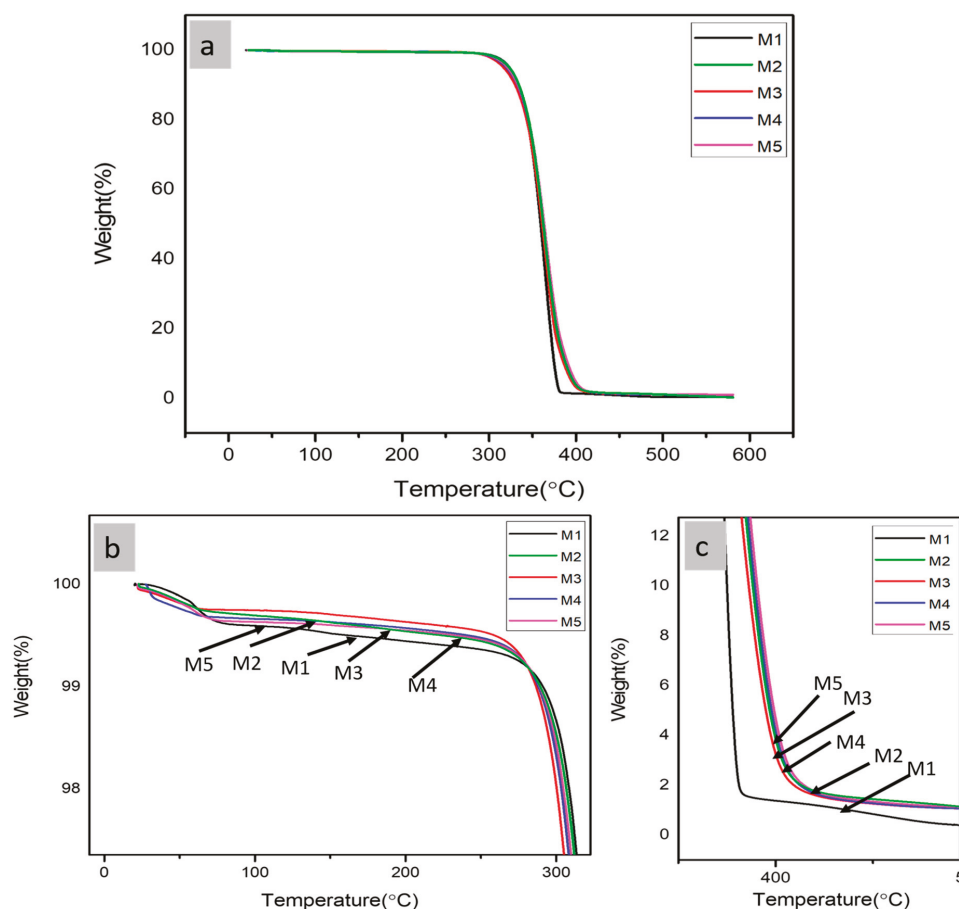 a
M1
M2
M3
M4
M5
100
80
60
40
20
0
Weight(%)
0 100 200 300 400 500 600
Temperature(°C)
b
M1
M2
M3
M4
M5
100
99
98
Weight(%)
M5 M2 M1 M3 M4
0 100 200 300
Temperature(°C)
c
M1
M2
M3
M4
M5
12
10
8
6
4
2
0
Weight(%)
M5
M3
M4
M2
M1
400 5
Temperature(°C)